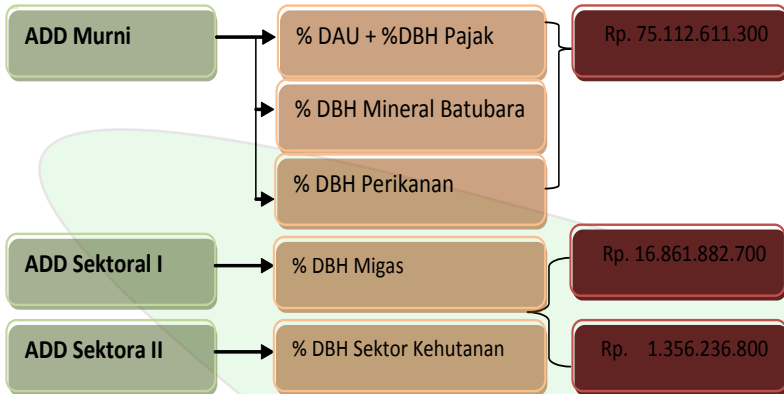 ADD Murni
% DAU + %DBH Pajak
Rp. 75.112.611.300
% DBH Mineral Batubara
% DBH Perikanan
ADD Sektoral I
% DBH Migas
Rp. 16.861.882.700
ADD Sektora II
% DBH Sektor Kehutanan
Rp. 1.356.236.800